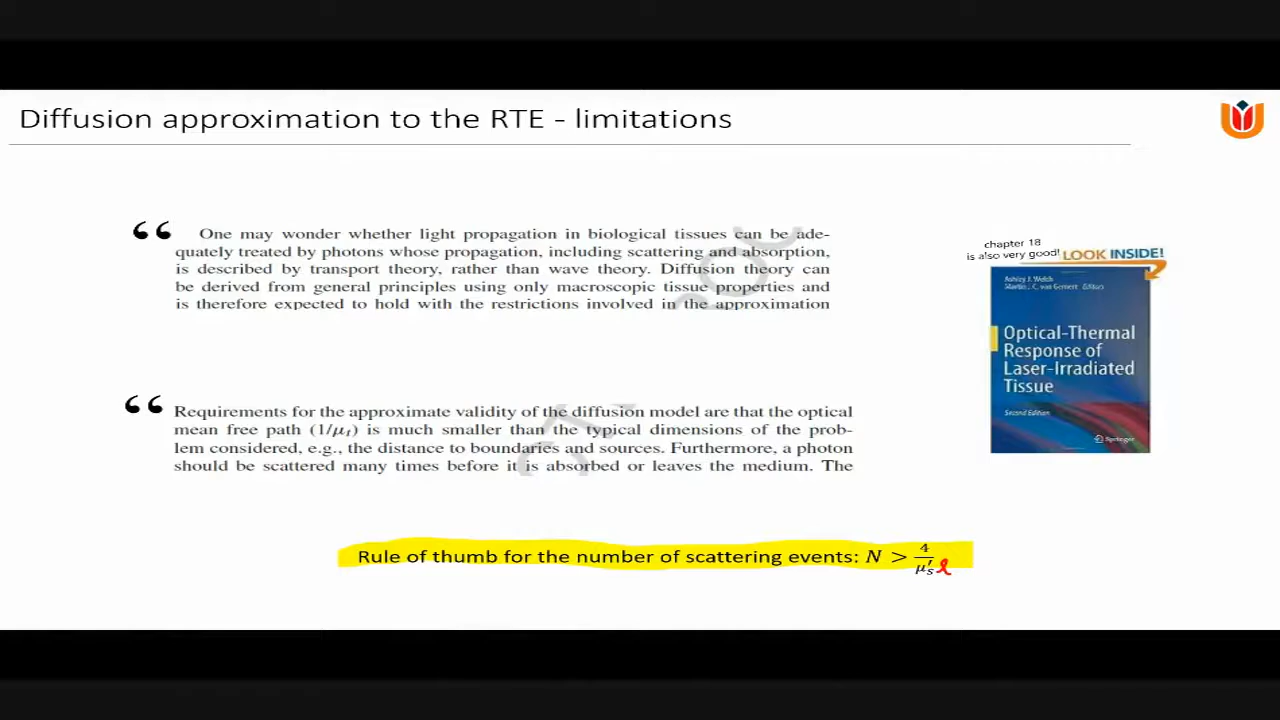 Diffusion approximation to the RTE - limitations
“ One may wonder whether light propagation in biological tissues can be ade-
quately treated by photons whose propagation, including scattering and absorption,
is described by transport theory, rather than wave theory. Diffusion theory can
be derived from general principles using only macroscopic tissue properties and
is therefore expected to hold with the restrictions involved in the approximation
chapter 18
is also very good!
LOOK INSIDE!
Ashley J. Welch
Martin J.C. van Gemert Editors
Optical-Thermal
Response of
Laser-Irradiated
Tissue
Second Edition
Springer
“ Requirements for the approximate validity of the diffusion model are that the optical
mean free path (1/μt) is much smaller than the typical dimensions of the prob-
lem considered, e.g., the distance to boundaries and sources. Furthermore, a photon
should be scattered many times before it is absorbed or leaves the medium. The
Rule of thumb for the number of scattering events: N > 4/μs′ l